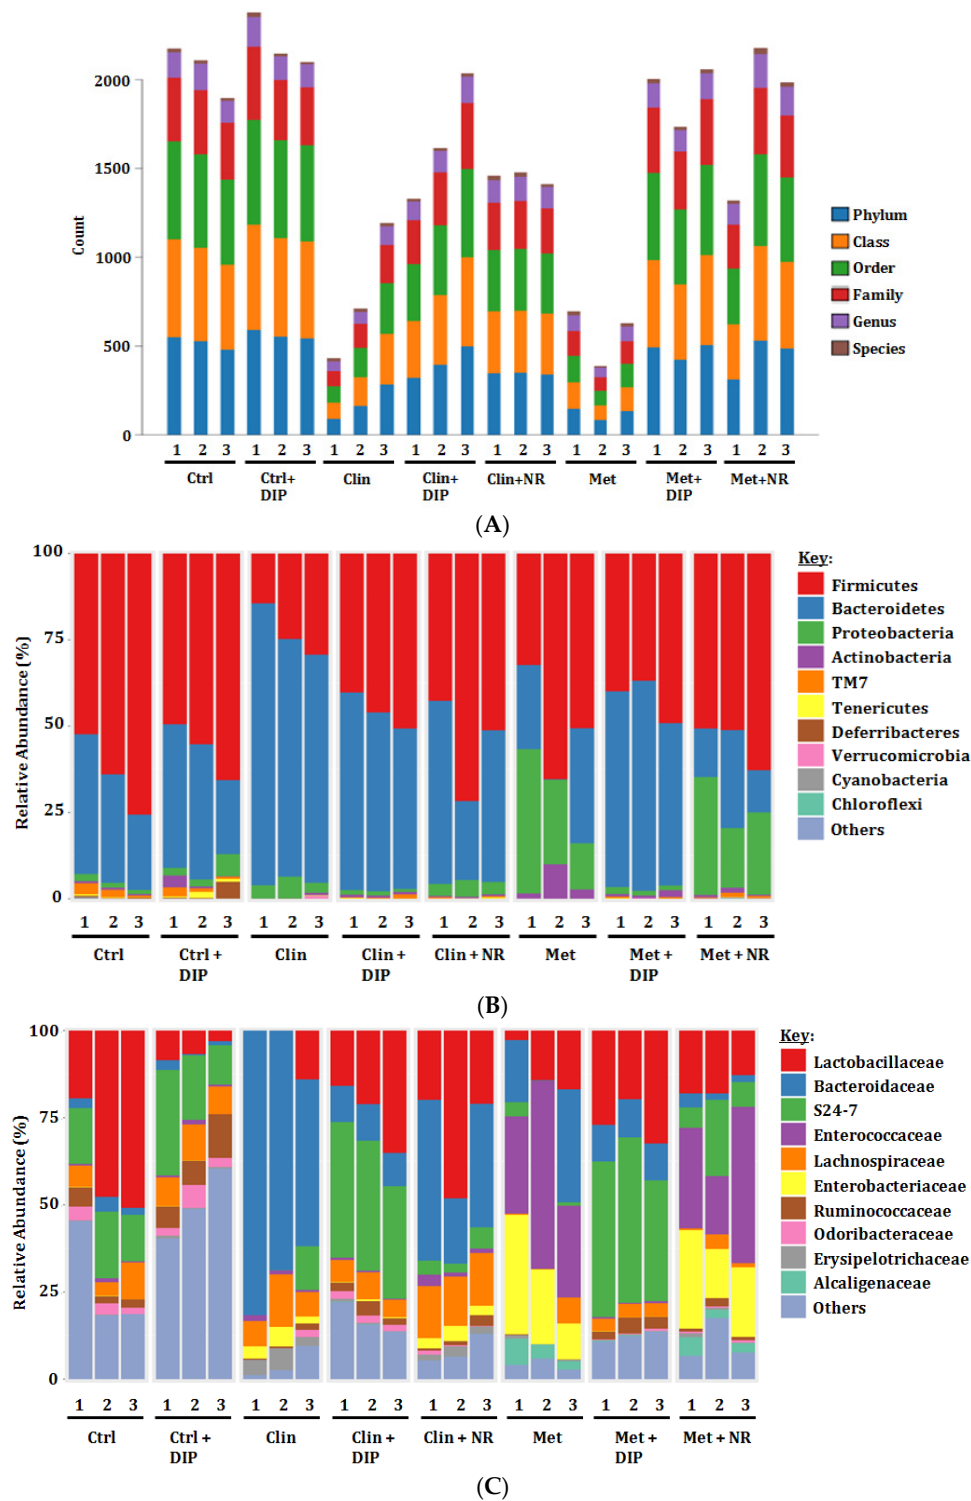 2000
1500
1000
500
0
Count
Phylum
Class
Order
Family
Genus
Species
1 2 3 1 2 3 1 2 3 1 2 3 1 2 3 1 2 3 1 2 3 1 2 3
Ctrl Ctrl+ Clin Clin+ Clin+NR Met Met+ Met+NR
DIP DIP DIP
(A)
100
75
50
25
0
Relative Abundance (%)
Key:
Firmicutes
Bacteroidetes
Proteobacteria
Actinobacteria
TM7
Tenericutes
Deferribacteres
Verrucomicrobia
Cyanobacteria
Chloroflexi
Others
1 2 3 1 2 3 1 2 3 1 2 3 1 2 3 1 2 3 1 2 3 1 2 3
Ctrl Ctrl + Clin Clin + Clin + NR Met Met + Met + NR
DIP DIP DIP
(B)
100
75
50
25
0
Relative Abundance (%)
Key:
Lactobacillaceae
Bacteroidaceae
S24-7
Enterococcaceae
Lachnospiraceae
Enterobacteriaceae
Ruminococcaceae
Odoribacteraceae
Erysipelotrichaceae
Alcaligenaceae
Others
1 2 3 1 2 3 1 2 3 1 2 3 1 2 3 1 2 3 1 2 3 1 2 3
Ctrl Ctrl + Clin Clin + Clin + NR Met Met + Met + NR
DIP DIP DIP
(C)